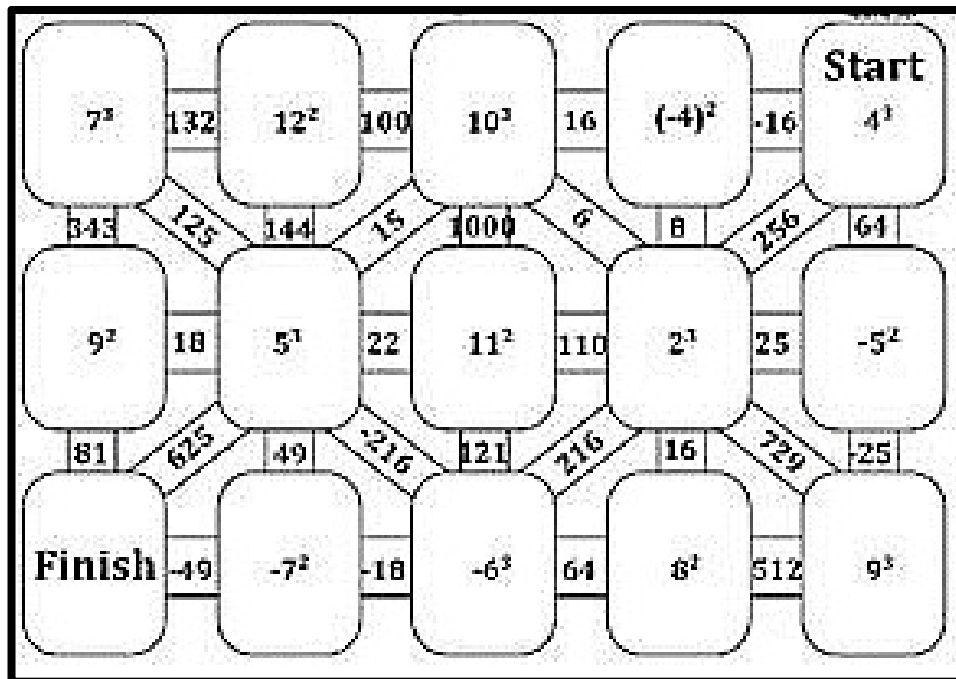 Start
7³ 132 12² 100 10³ 16 (-4)² -16 4³
343 125 144 15 1000 6 8 256 64
9² 18 5³ 22 11² 110 2³ 25 -5²
81 625 49 -216 121 216 16 729 -25
Finish -49 -7² -18 -6³ 64 8² 512 9³